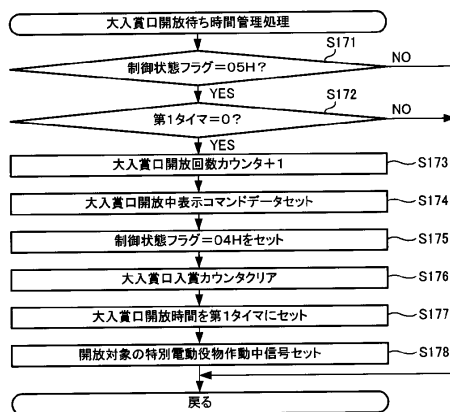 大入賞口開放待ち時間管理処理
S171
制御状態フラグ=05H?
NO
YES
S172
第1タイマ=0?
NO
YES
大入賞口開放回数カウンタ+1
S173
大入賞口開放中表示コマンドデータセット
S174
制御状態フラグ=04Hをセット
S175
大入賞口入賞カウンタクリア
S176
大入賞口開放時間を第1タイマにセット
S177
開放対象の特別電動役物作動中信号セット
S178
戻る